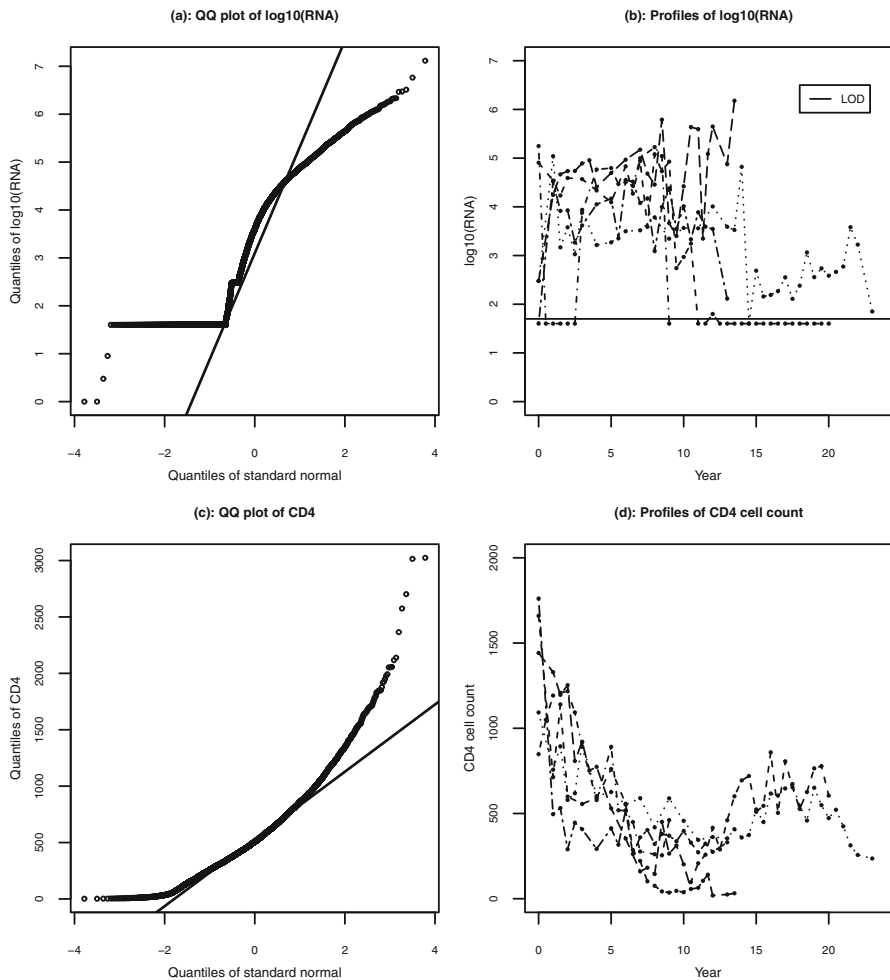 (a): QQ plot of log10(RNA)
Quantiles of log10(RNA)
7
6
5
4
3
2
1
0
−4 −2 0 2 4
Quantiles of standard normal
(b): Profiles of log10(RNA)
log10(RNA)
7
6
5
4
3
2
1
0
LOD
0 5 10 15 20
Year
(c): QQ plot of CD4
Quantiles of CD4
3000
2500
2000
1500
1000
500
0
−4 −2 0 2 4
Quantiles of standard normal
(d): Profiles of CD4 cell count
CD4 cell count
2000
1500
1000
500
0
0 5 10 15 20
Year